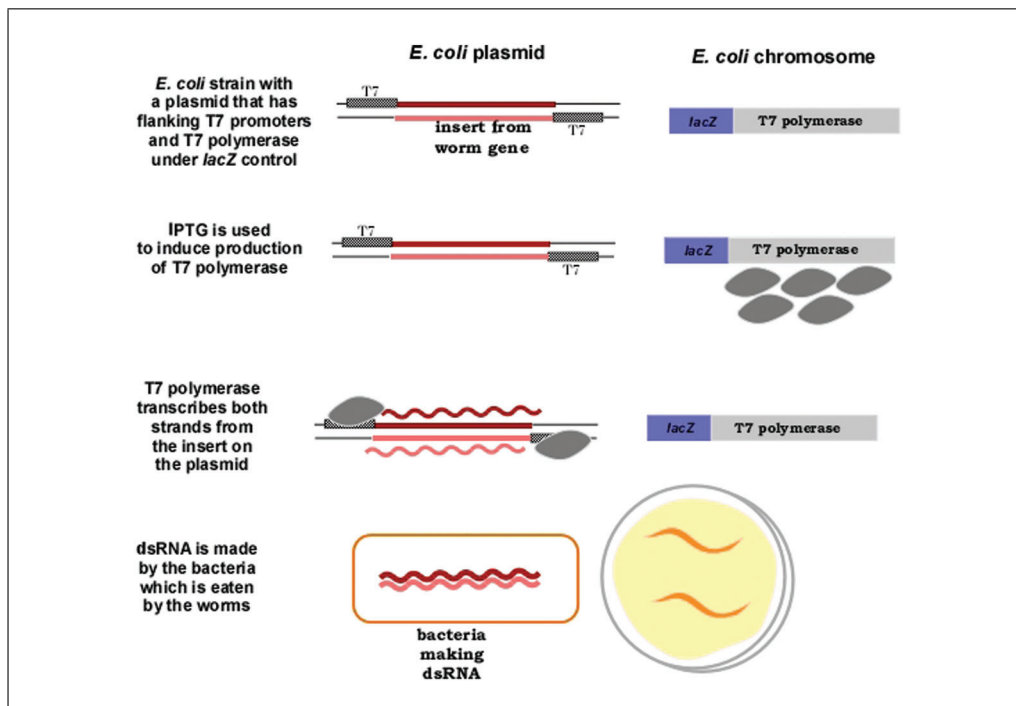 E. coli plasmid
E. coli chromosome
E. coli strain with
a plasmid that has
flanking T7 promoters
and T7 polymerase
under lacZ control
T7
insert from
worm gene
T7
lacZ
T7 polymerase
IPTG is used
to induce production
of T7 polymerase
T7
T7
lacZ
T7 polymerase
T7 polymerase
transcribes both
strands from
the insert on
the plasmid
lacZ
T7 polymerase
dsRNA is made
by the bacteria
which is eaten
by the worms
bacteria
making
dsRNA